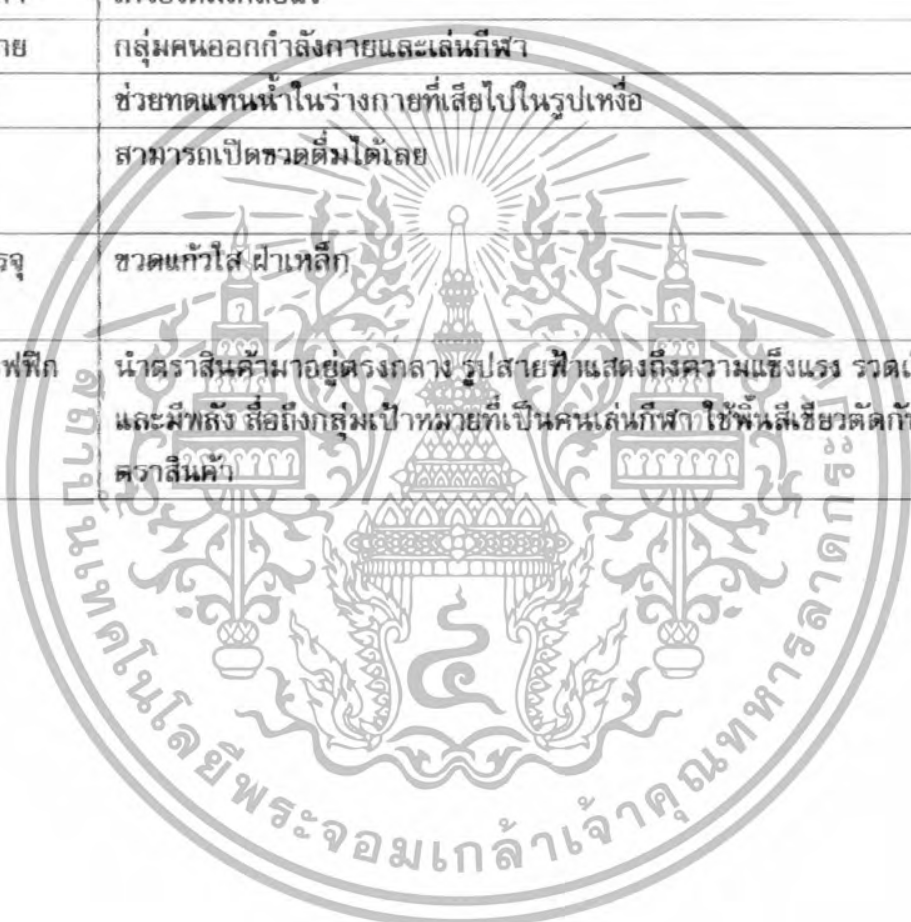 กลุ่มคนออกกำลังกายและเล่นกีฬา
ช่วยทดแทนน้ำในร่างกายที่เสียไปในรูปเหงื่อ
สามารถเปิดขวดดื่มได้เลย
ขวดแก้วใส ฝาเหล็ก
นำตราสินค้ามาอยู่ตรงกลาง รูปสายฟ้าแสดงถึงความแข็งแรง
และมีพลัง สื่อถึงกลุ่มเป้าหมายที่เป็นคนเล่นกีฬา ใช้พื้นสีเขียวตัดกับ
ตราสินค้า
สถาบันเทคโนโลยีพระจอมเกล้าเจ้าคุณทหารลาดกระบัง
๔